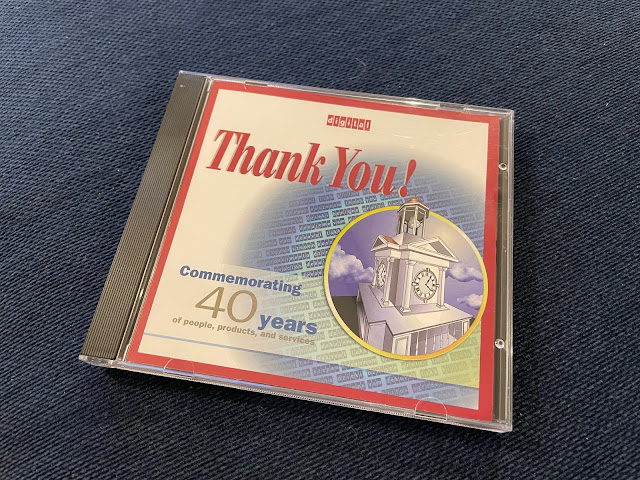 digital
Thank You!
Commemorating
40 years
of people, products, and services